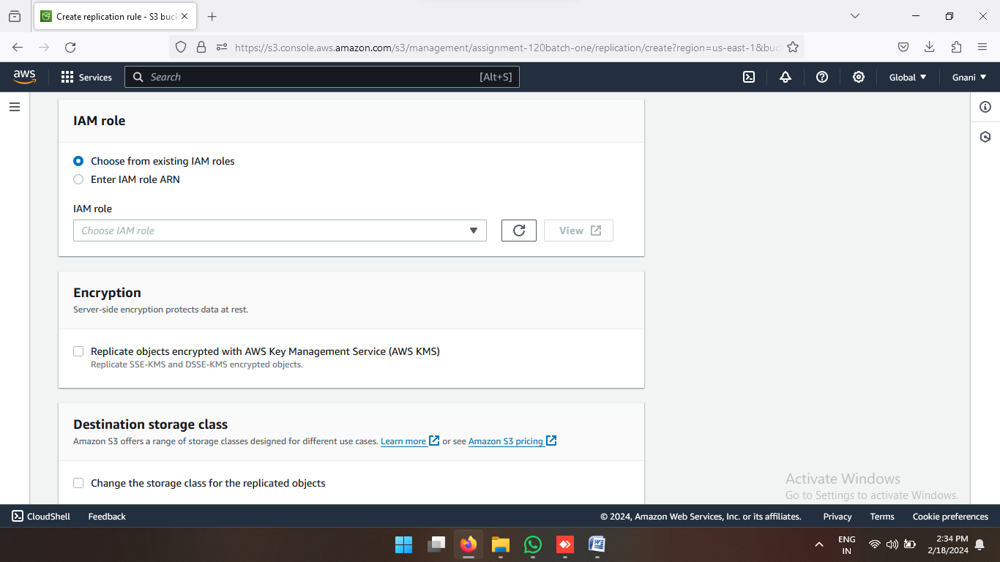 Create replication rule - S3 buc
https://s3.console.aws.amazon.com/s3/management/assignment-120batch-one/replication/create?region=us-east-1&buc
aws
Services
Search
[Alt+S]
Global
Gnani
IAM role
Choose from existing IAM roles
Enter IAM role ARN
IAM role
Choose IAM role
View
Encryption
Server-side encryption protects data at rest.
Replicate objects encrypted with AWS Key Management Service (AWS KMS)
Replicate SSE-KMS and DSSE-KMS encrypted objects.
Destination storage class
Amazon S3 offers a range of storage classes designed for different use cases. Learn more or see Amazon S3 pricing
Change the storage class for the replicated objects
Activate Windows
Go to Settings to activate Windows.
CloudShell
Feedback
© 2024, Amazon Web Services, Inc. or its affiliates.
Privacy
Terms
Cookie preferences
ENG
IN
2:34 PM
2/18/2024